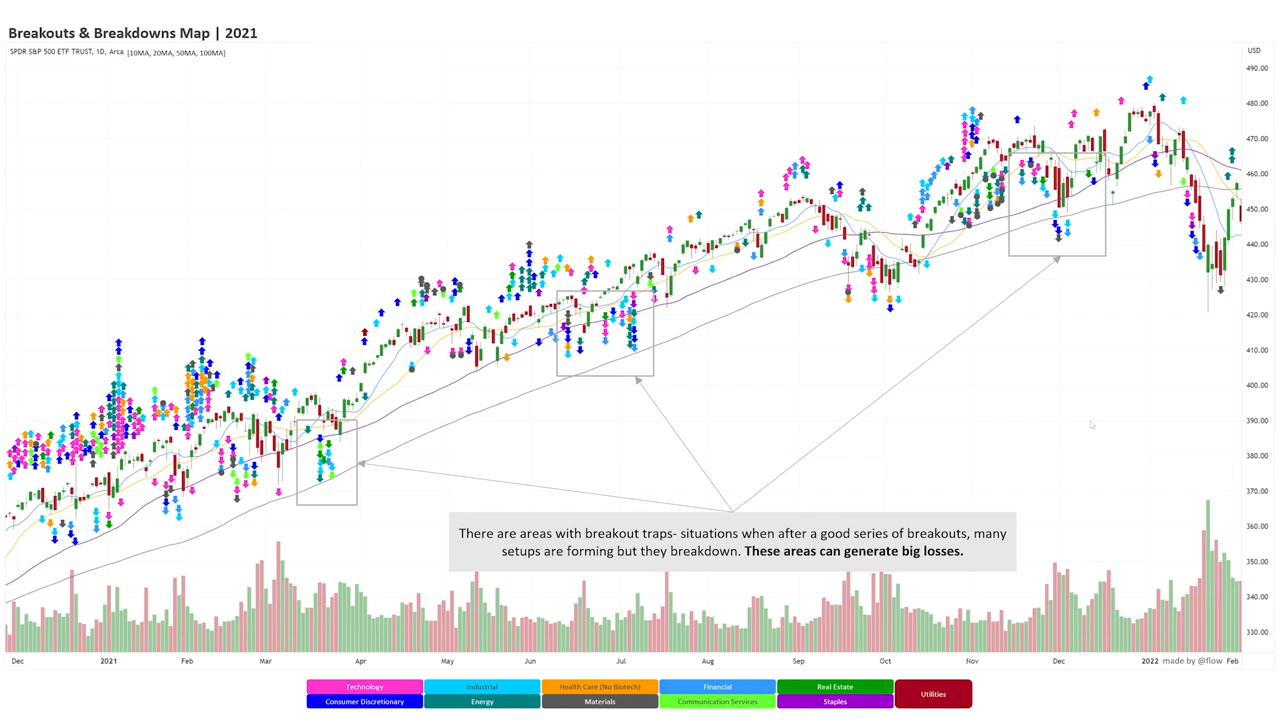 Breakouts & Breakdowns Map | 2021
SPDR S&P 500 ETF TRUST, 1D, Arca [10MA, 20MA, 50MA, 100MA]
USD
490.00
480.00
470.00
460.00
450.00
440.00
430.00
420.00
410.00
400.00
390.00
380.00
370.00
360.00
350.00
340.00
330.00
There are areas with breakout traps- situations when after a good series of breakouts, many
setups are forming but they breakdown. These areas can generate big losses.
Dec 2021 Feb Mar Apr May Jun Jul Aug Sep Oct Nov Dec 2022 made by @flow Feb
Technology Industrial Health Care (No Biotech) Financial Real Estate Utilities
Consumer Discretionary Energy Materials Communication Services Staples